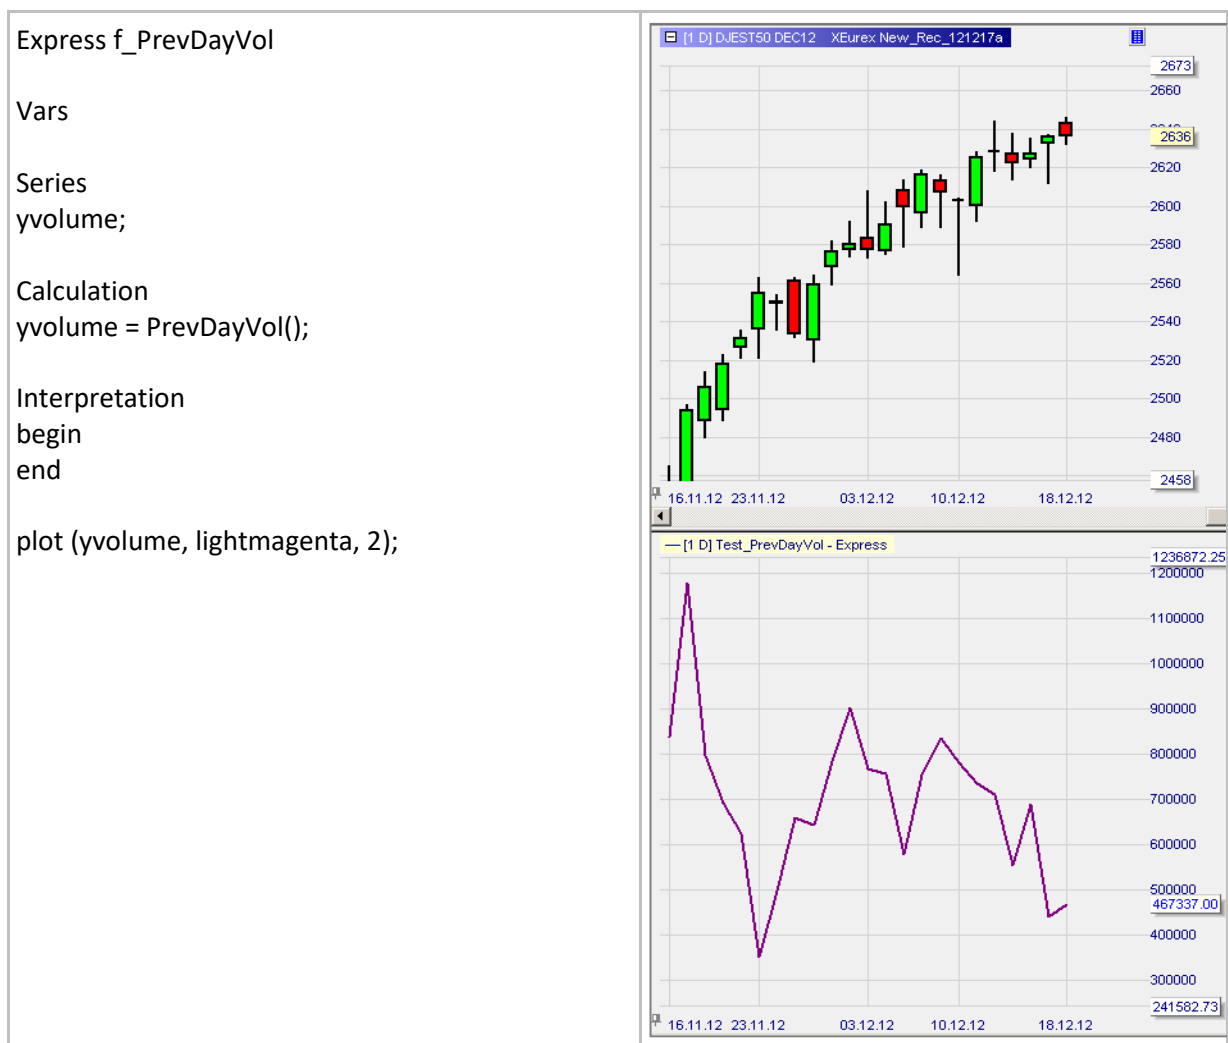 Express f_PrevDayVol
Vars
Series
yvolume;
Calculation
yvolume = PrevDayVol();
Interpretation
begin
end
plot (yvolume, lightmagenta, 2);
[1 D] DJEST50 DEC12 XEurex New_Rec_121217a
2673
2660
2636
2620
2600
2580
2560
2540
2520
2500
2480
2458
16.11.12 23.11.12 03.12.12 10.12.12 18.12.12
[1 D] Test_PrevDayVol - Express
1236872.25
1200000
1100000
1000000
900000
800000
700000
600000
500000
467337.00
400000
300000
241582.73
16.11.12 23.11.12 03.12.12 10.12.12 18.12.12